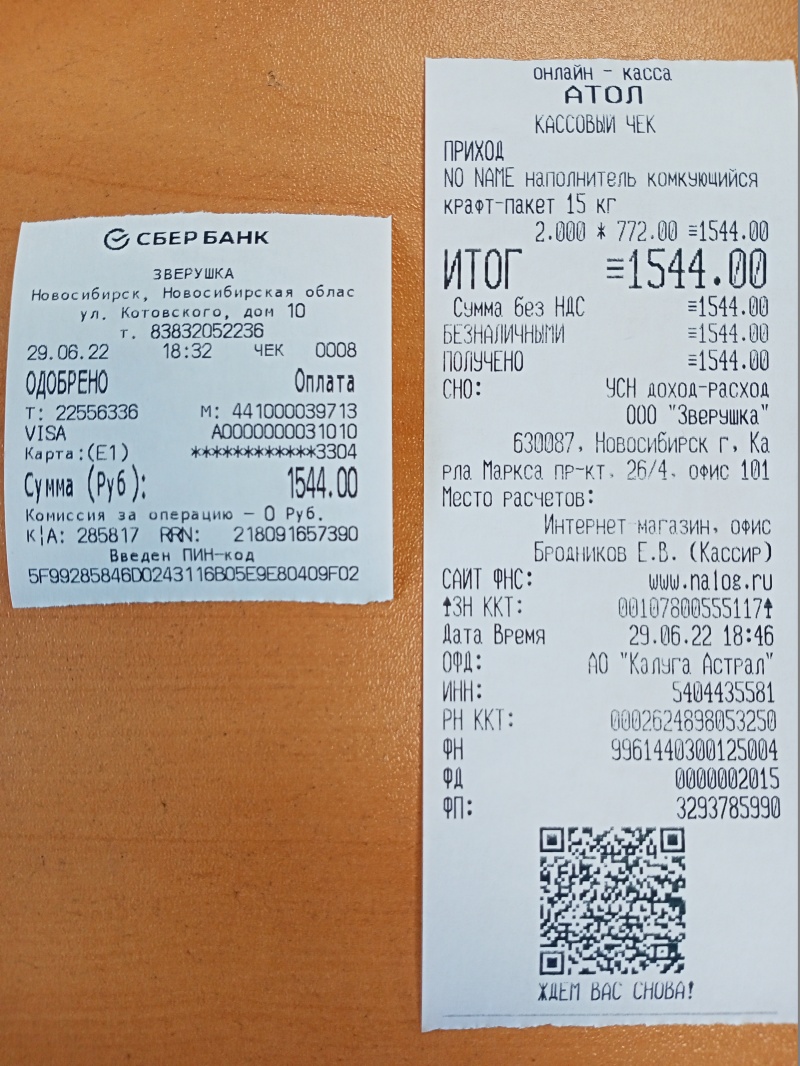 СБЕР БАНК
ЗВЕРУШКА
Новосибирск, Новосибирская облас
ул. Котовского, дом 10
т. 83832052236
29.06.22 18:32 ЧЕК 0008
ОДОБРЕНО Оплата
Т: 22556336 М: 441000039713
VISA A0000000031010
Карта:(E1) ************3304
Сумма (Руб): 1544.00
Комиссия за операцию – 0 Руб.
К|А: 285817 RRN: 218091657390
Введен ПИН-код
5F99285846D0243116B05E9E80409F02
онлайн - касса
АТОЛ
КАССОВЫЙ ЧЕК
ПРИХОД
NO NAME наполнитель комкующийся
крафт-пакет 15 кг
2.000 * 772.00 ≡1544.00
ИТОГ ≡1544.00
Сумма без НДС ≡1544.00
БЕЗНАЛИЧНЫМИ ≡1544.00
ПОЛУЧЕНО ≡1544.00
СНО: УСН доход-расход
ООО "Зверушка"
630087, Новосибирск г, Ка
рла Маркса пр-кт, 26/4, офис 101
Место расчетов:
Интернет магазин, офис
Бродников Е.В. (Кассир)
САЙТ ФНС: www.nalog.ru
↑ЗН ККТ: 00107800555117↑
Дата Время 29.06.22 18:46
ОФД: АО "Калуга Астрал"
ИНН: 5404435581
РН ККТ: 0002624898053250
ФН 9961440300125004
ФД 0000002015
ФП: 3293785990
ЖДЕМ ВАС СНОВА!